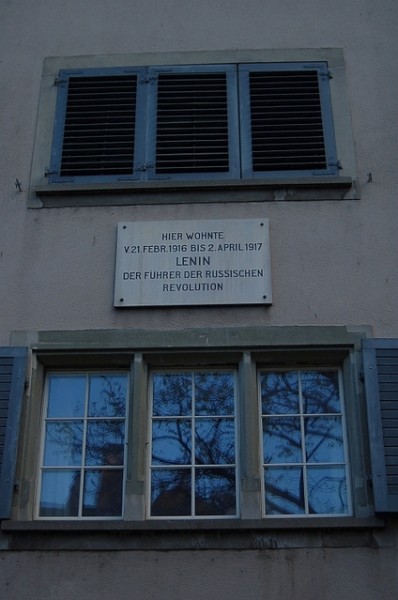 HIER WOHNTE
V. 21. FEBR. 1916 BIS 2. APRIL 1917
LENIN
DER FÜHRER DER RUSSISCHEN
REVOLUTION